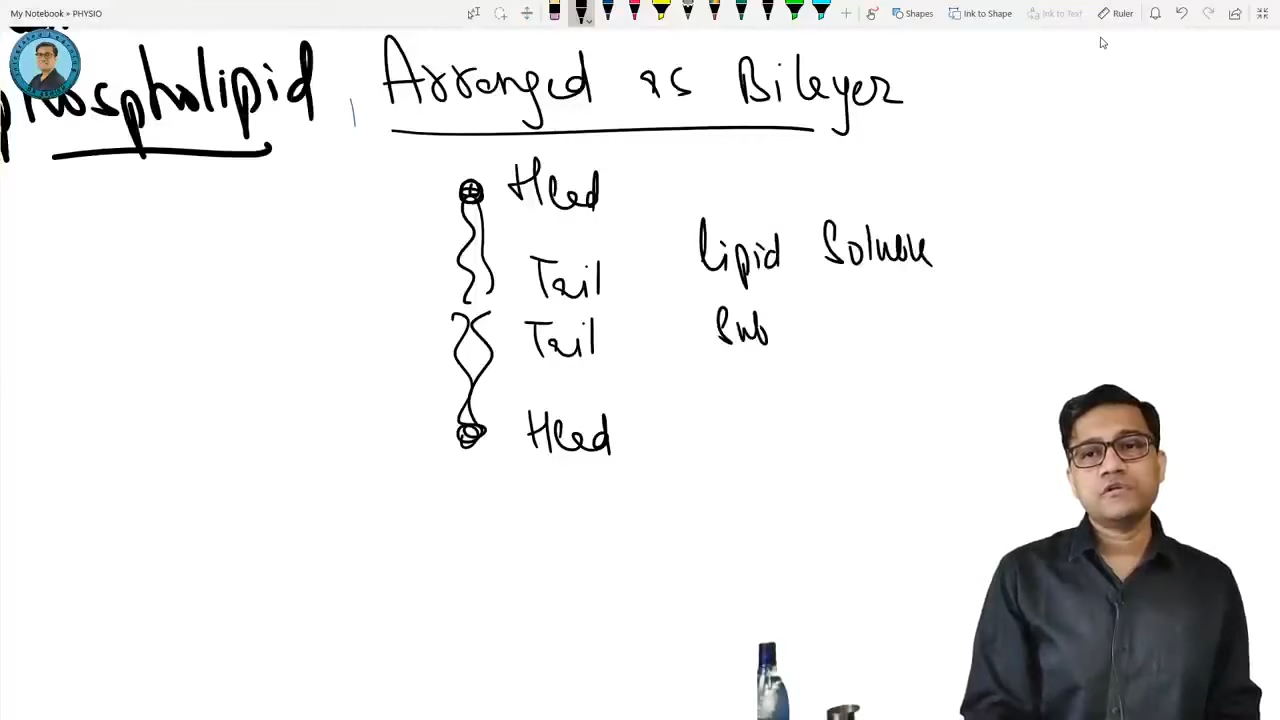 My Notebook » PHYSIO
Shapes
Ink to Shape
Ink to Text
Ruler
phospholipid, Arranged as Bilayer
Head
Tail
Lipid Soluble
Tail
Sub
Head